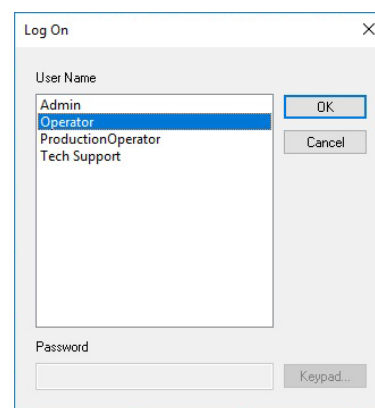 Log On
User Name
Admin
Operator
ProductionOperator
Tech Support
OK
Cancel
Password
Keypad...